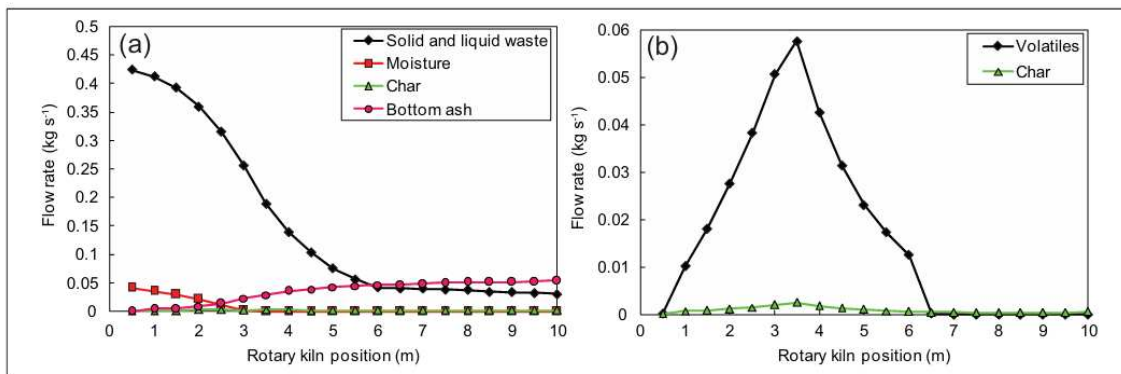 (a)
Flow rate (kg s⁻¹)
0.5
0.45
0.4
0.35
0.3
0.25
0.2
0.15
0.1
0.05
0
Solid and liquid waste
Moisture
Char
Bottom ash
0 1 2 3 4 5 6 7 8 9 10
Rotary kiln position (m)
(b)
Flow rate (kg s⁻¹)
0.06
0.05
0.04
0.03
0.02
0.01
0
Volatiles
Char
0 1 2 3 4 5 6 7 8 9 10
Rotary kiln position (m)